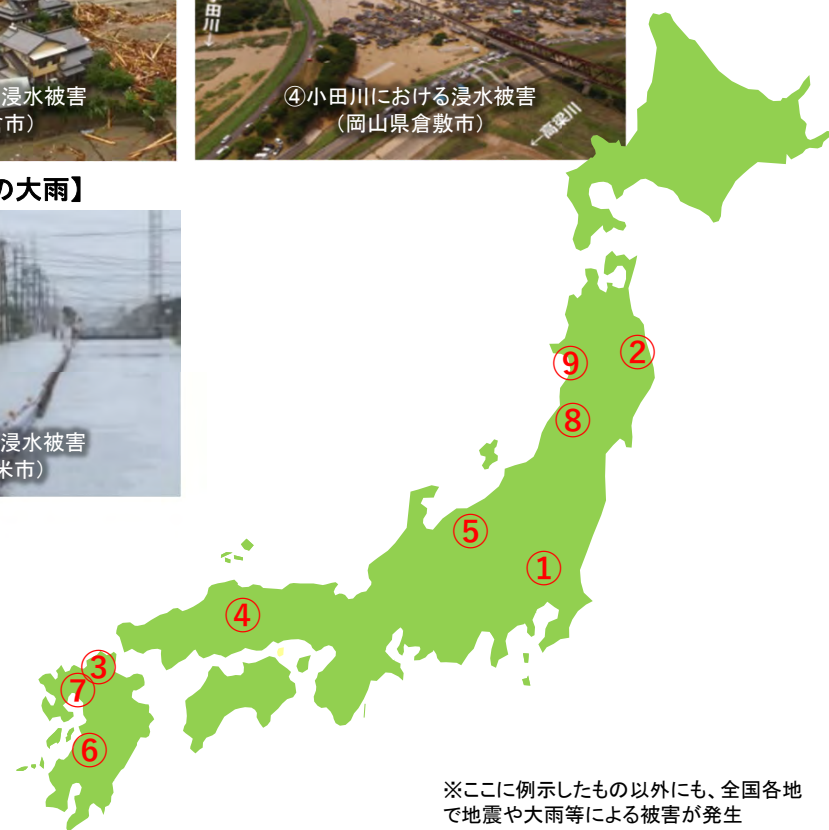 浸水被害
市）
田川
④小田川における浸水被害
（岡山県倉敷市）
←高梁川
の大雨】
浸水被害
米市）
⑨
②
⑧
⑤
①
④
③
⑦
⑥
※ここに例示したもの以外にも、全国各地
で地震や大雨等による被害が発生